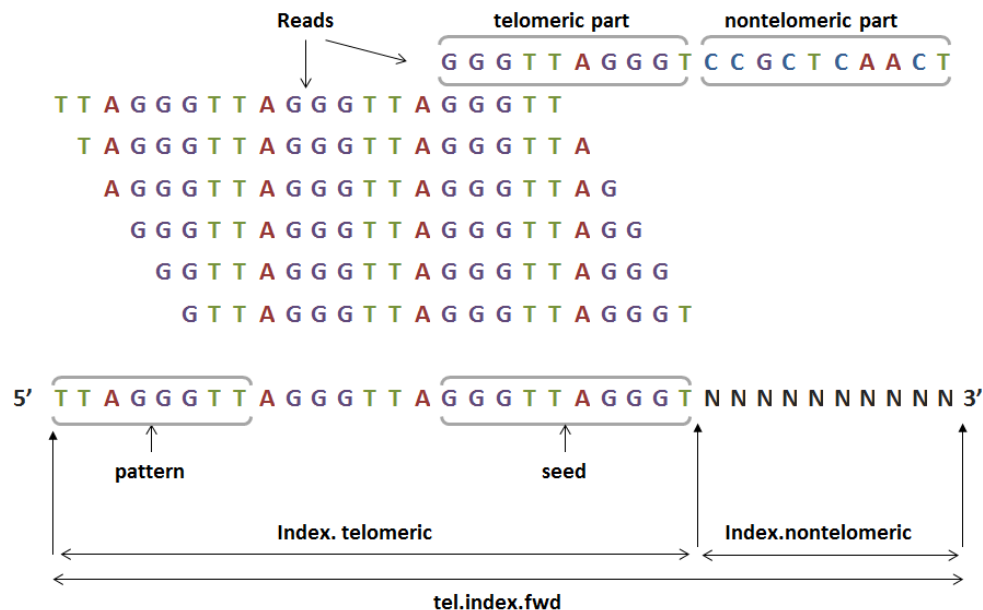 Reads telomeric part nontelomeric part
G G G T T A G G G T C C G C T C A A C T
T T A G G G T T A G G G T T A G G G T T
T A G G G T T A G G G T T A G G G T T A
A G G G T T A G G G T T A G G G T T A G
G G G T T A G G G T T A G G G T T A G G
G G T T A G G G T T A G G G T T A G G G
G T T A G G G T T A G G G T T A G G G T
5’ T T A G G G T T A G G G T T A G G G T T A G G G T N N N N N N N N N N 3’
pattern seed
Index. telomeric Index.nontelomeric
tel.index.fwd